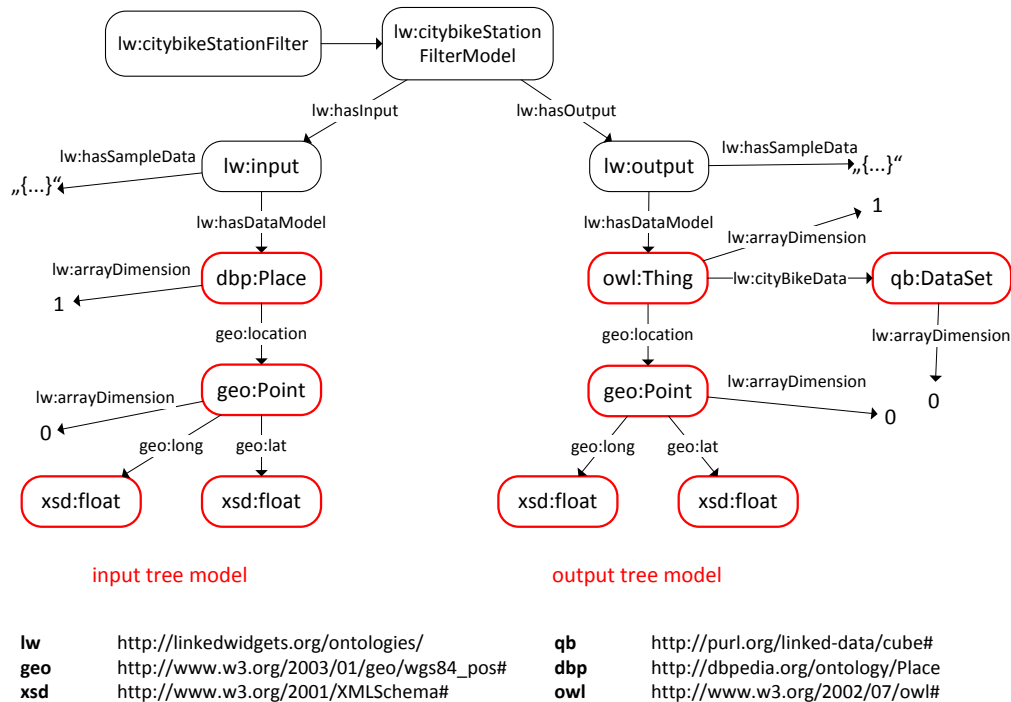 lw:citybikeStationFilter
lw:citybikeStation
FilterModel
lw:hasInput
lw:hasOutput
lw:hasSampleData
lw:input
„{...}“
lw:output
lw:hasSampleData
„{...}“
lw:hasDataModel
lw:hasDataModel
1
lw:arrayDimension
lw:arrayDimension
dbp:Place
1
owl:Thing
lw:cityBikeData
qb:DataSet
geo:location
geo:location
lw:arrayDimension
lw:arrayDimension
geo:Point
0
geo:Point
lw:arrayDimension
0
0
geo:long
geo:lat
geo:long
geo:lat
xsd:float
xsd:float
xsd:float
xsd:float
input tree model
output tree model
lw http://linkedwidgets.org/ontologies/
qb http://purl.org/linked-data/cube#
geo http://www.w3.org/2003/01/geo/wgs84_pos#
dbp http://dbpedia.org/ontology/Place
xsd http://www.w3.org/2001/XMLSchema#
owl http://www.w3.org/2002/07/owl#